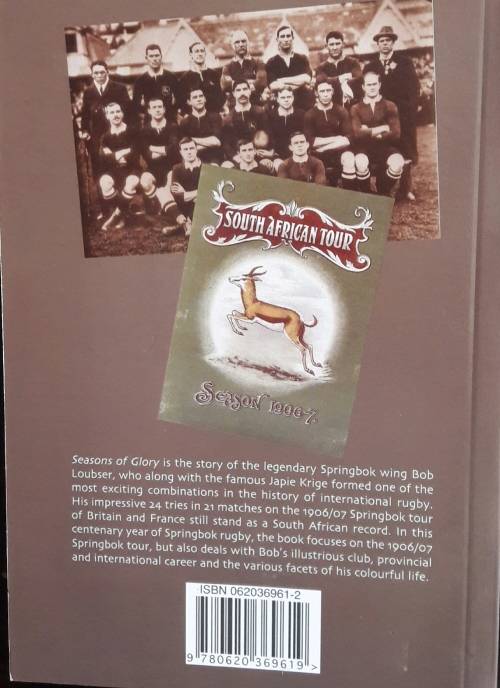 SOUTH AFRICAN TOUR
SEASON 1906-7.
Seasons of Glory is the story of the legendary Springbok wing Bob
Loubser, who along with the famous Japie Krige formed one of the
most exciting combinations in the history of international rugby.
His impressive 24 tries in 21 matches on the 1906/07 Springbok tour
of Britain and France still stand as a South African record. In this
centenary year of Springbok rugby, the book focuses on the 1906/07
Springbok tour, but also deals with Bob's illustrious club, provincial
and international career and the various facets of his colourful life.
ISBN 062036961-2
9 780620 369619 >